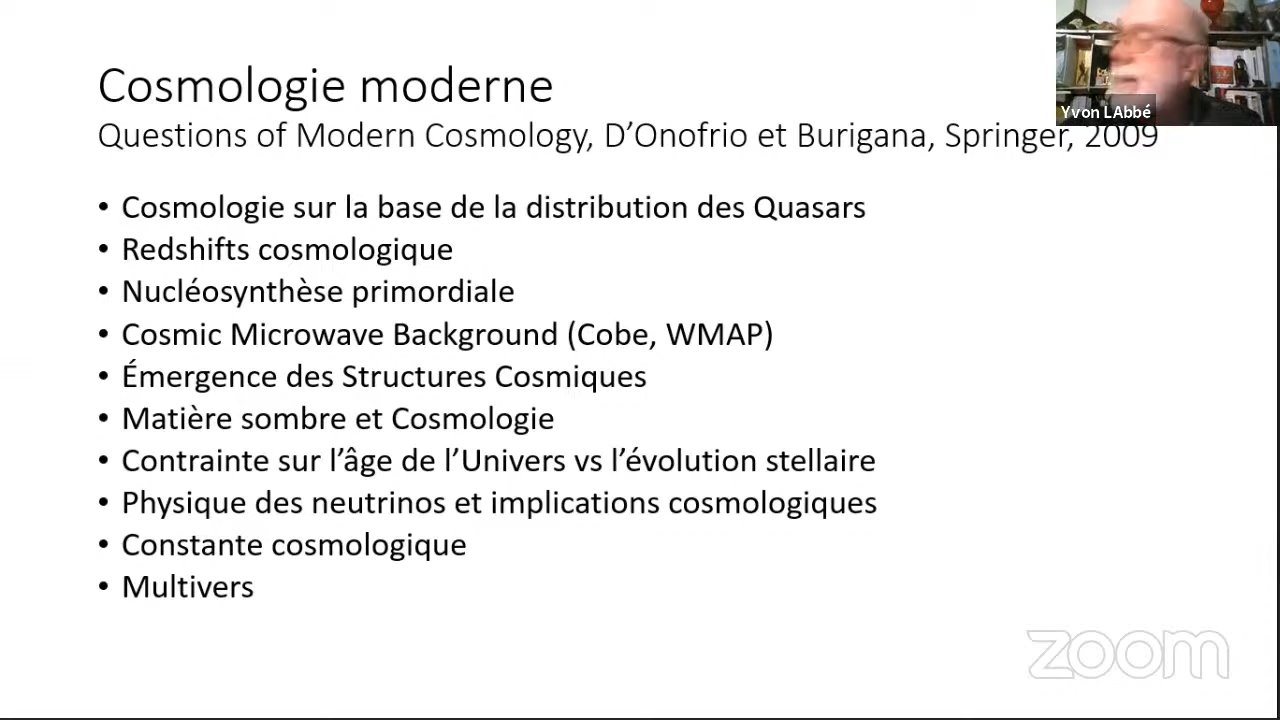 Cosmologie moderne
Questions of Modern Cosmology, D’Onofrio et Burigana, Springer, 2009
Yvon LAbbé
• Cosmologie sur la base de la distribution des Quasars
• Redshifts cosmologique
• Nucléosynthèse primordiale
• Cosmic Microwave Background (Cobe, WMAP)
• Émergence des Structures Cosmiques
• Matière sombre et Cosmologie
• Contrainte sur l’âge de l’Univers vs l’évolution stellaire
• Physique des neutrinos et implications cosmologiques
• Constante cosmologique
• Multivers
zoom